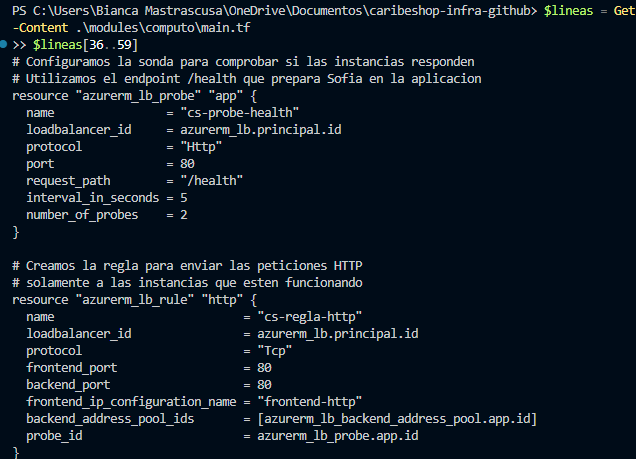 PS C:\Users\Bianca Mastrascusa\OneDrive\Documentos\caribeshop-infra-github> $lineas = Get
-Content .\modules\computo\main.tf
>> $lineas[36..59]
# Configuramos la sonda para comprobar si las instancias responden
# Utilizamos el endpoint /health que prepara Sofia en la aplicacion
resource "azurerm_lb_probe" "app" {
  name                = "cs-probe-health"
  loadbalancer_id     = azurerm_lb.principal.id
  protocol            = "Http"
  port                = 80
  request_path        = "/health"
  interval_in_seconds = 5
  number_of_probes    = 2
}

# Creamos la regla para enviar las peticiones HTTP
# solamente a las instancias que esten funcionando
resource "azurerm_lb_rule" "http" {
  name                           = "cs-regla-http"
  loadbalancer_id                = azurerm_lb.principal.id
  protocol                       = "Tcp"
  frontend_port                  = 80
  backend_port                   = 80
  frontend_ip_configuration_name = "frontend-http"
  backend_address_pool_ids       = [azurerm_lb_backend_address_pool.app.id]
  probe_id                       = azurerm_lb_probe.app.id
}